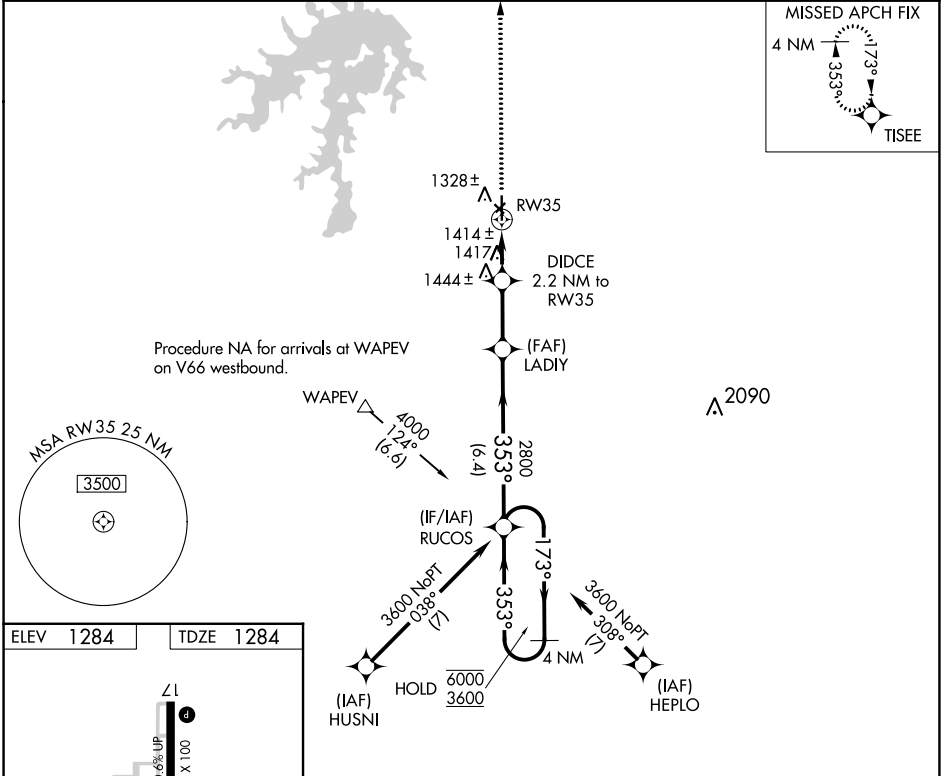 MISSED APCH FIX
4 NM
353°
173°
TISEE
1328±
RW35
1414±
1417
1444±
DIDCE
2.2 NM to
RW35
(FAF)
LADIY
Procedure NA for arrivals at WAPEV
on V66 westbound.
WAPEV
4000
124°
(6.6)
2090
MSA RW35 25 NM
3500
2800
353°
(6.4)
(IF/IAF)
RUCOS
173°
353°
3600 NoPT
038°
(7)
3600 NoPT
308°
(7)
4 NM
HOLD
6000
3600
(IAF)
HUSNI
(IAF)
HEPLO
ELEV 1284
TDZE 1284
17
P
.6% UP
X 100